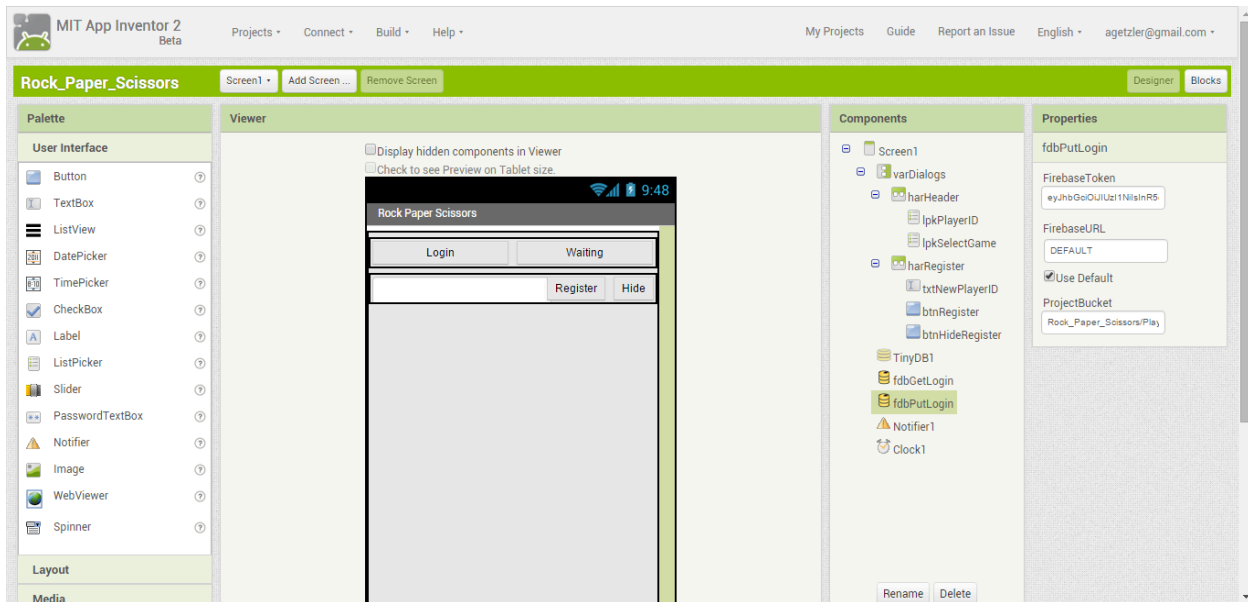 MIT App Inventor 2
Beta
Projects Connect Build Help
My Projects Guide Report an Issue English agetzler@gmail.com
Rock_Paper_Scissors
Screen1 Add Screen ... Remove Screen
Designer Blocks
Palette
User Interface
Button
TextBox
ListView
DatePicker
TimePicker
CheckBox
Label
ListPicker
Slider
PasswordTextBox
Notifier
Image
WebViewer
Spinner
Layout
Media
Viewer
Display hidden components in Viewer
Check to see Preview on Tablet size.
9:48
Rock Paper Scissors
Login Waiting
Register Hide
Components
Screen1
varDialogs
harHeader
lpkPlayerID
lpkSelectGame
harRegister
txtNewPlayerID
btnRegister
btnHideRegister
TinyDB1
fdbGetLogin
fdbPutLogin
Notifier1
Clock1
Rename Delete
Properties
fdbPutLogin
FirebaseToken
FirebaseURL
DEFAULT
Use Default
ProjectBucket
Rock_Paper_Scissors/Play